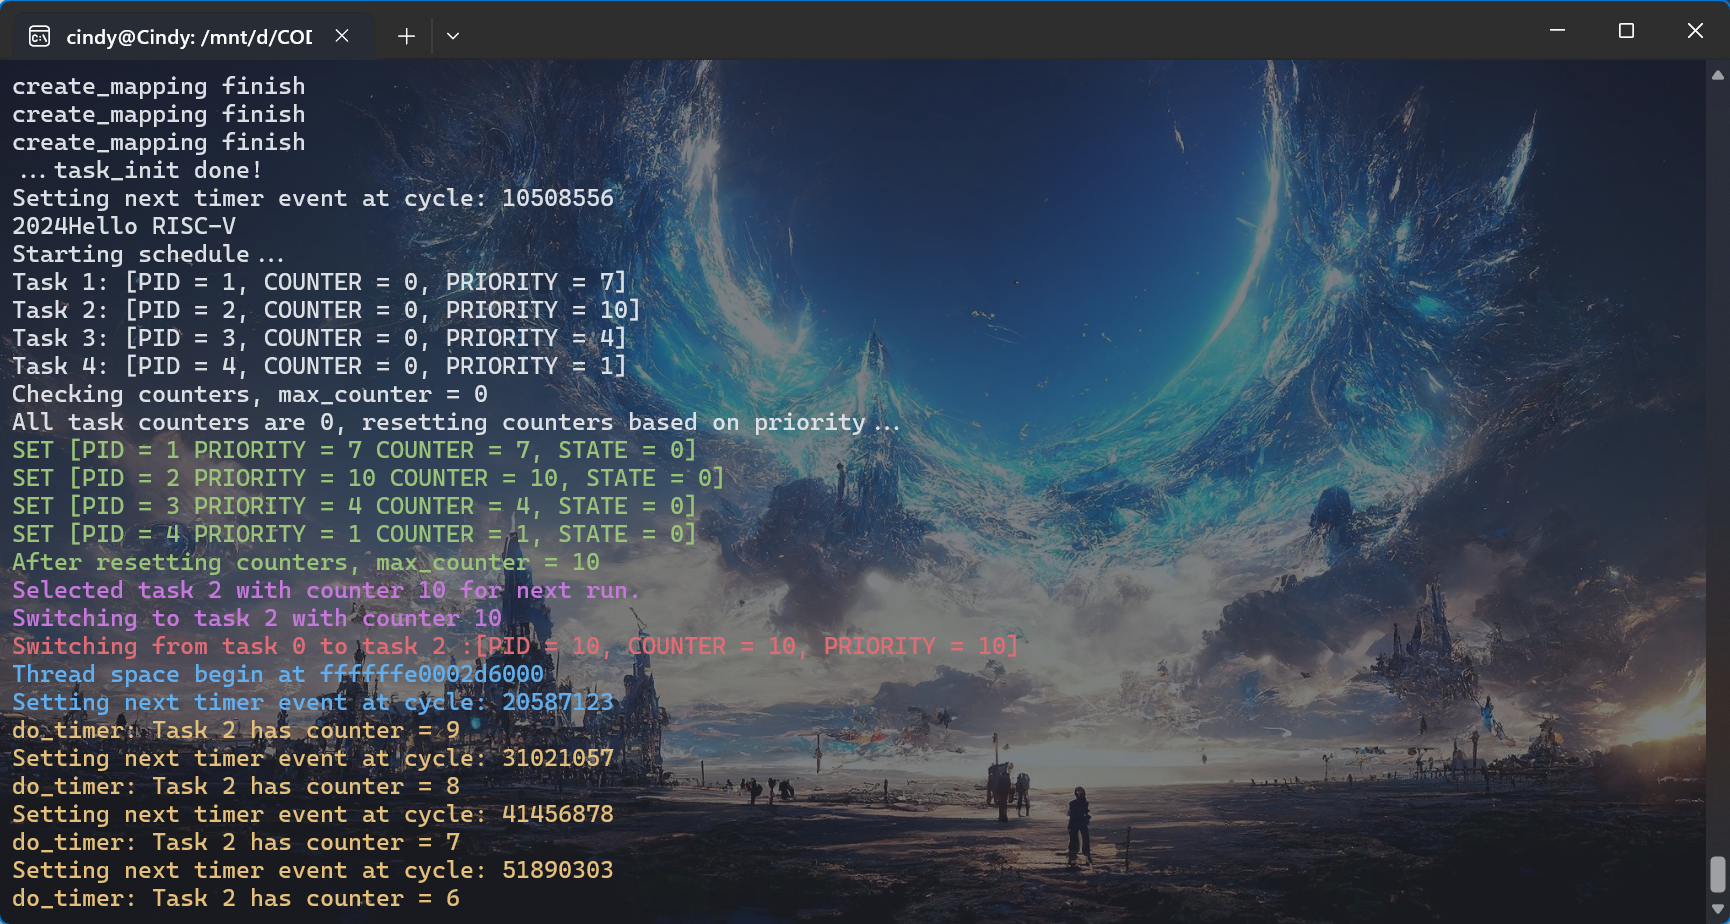 cindy@Cindy: /mnt/d/COD
create_mapping finish
create_mapping finish
create_mapping finish
...task_init done!
Setting next timer event at cycle: 10508556
2024Hello RISC-V
Starting schedule...
Task 1: [PID = 1, COUNTER = 0, PRIORITY = 7]
Task 2: [PID = 2, COUNTER = 0, PRIORITY = 10]
Task 3: [PID = 3, COUNTER = 0, PRIORITY = 4]
Task 4: [PID = 4, COUNTER = 0, PRIORITY = 1]
Checking counters, max_counter = 0
All task counters are 0, resetting counters based on priority...
SET [PID = 1 PRIORITY = 7 COUNTER = 7, STATE = 0]
SET [PID = 2 PRIORITY = 10 COUNTER = 10, STATE = 0]
SET [PID = 3 PRIORITY = 4 COUNTER = 4, STATE = 0]
SET [PID = 4 PRIORITY = 1 COUNTER = 1, STATE = 0]
After resetting counters, max_counter = 10
Selected task 2 with counter 10 for next run.
Switching to task 2 with counter 10
Switching from task 0 to task 2 :[PID = 10, COUNTER = 10, PRIORITY = 10]
Thread space begin at ffffffe0002d6000
Setting next timer event at cycle: 20587123
do_timer: Task 2 has counter = 9
Setting next timer event at cycle: 31021057
do_timer: Task 2 has counter = 8
Setting next timer event at cycle: 41456878
do_timer: Task 2 has counter = 7
Setting next timer event at cycle: 51890303
do_timer: Task 2 has counter = 6